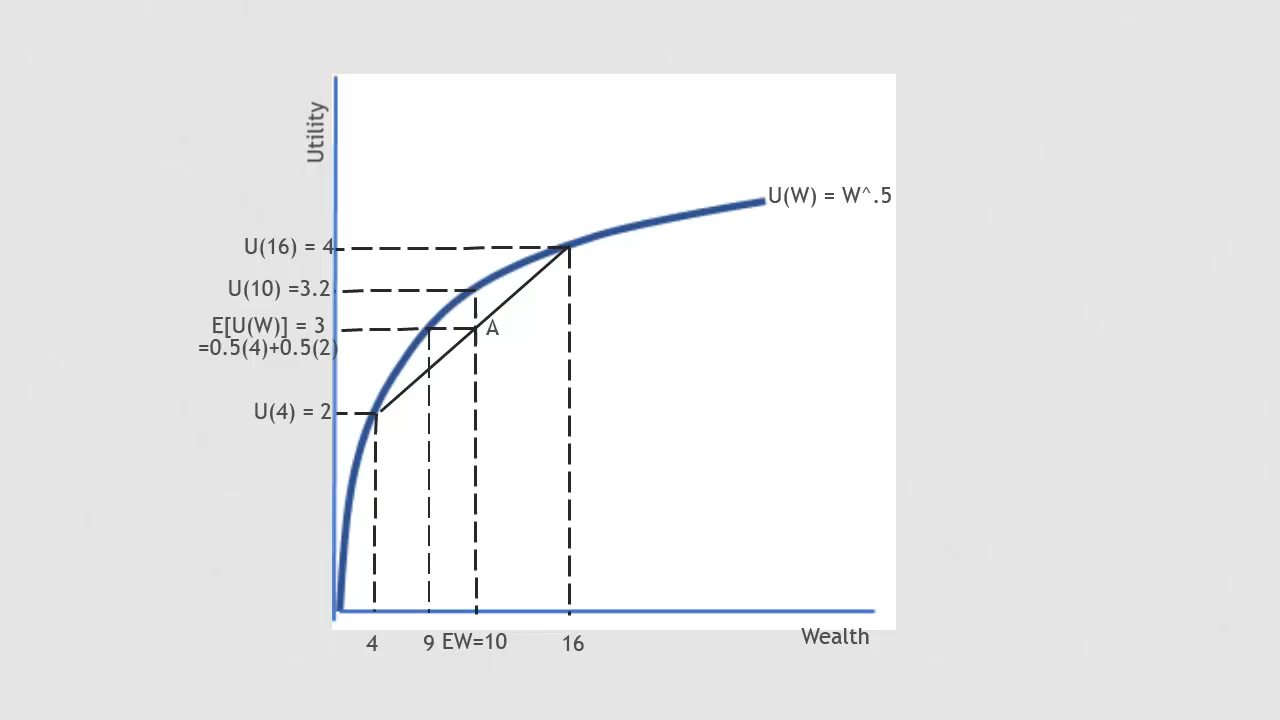 Utility
U(W) = W^.5
U(16) = 4
U(10) =3.2
E[U(W)] = 3
=0.5(4)+0.5(2)
A
U(4) = 2
4
9
EW=10
16
Wealth